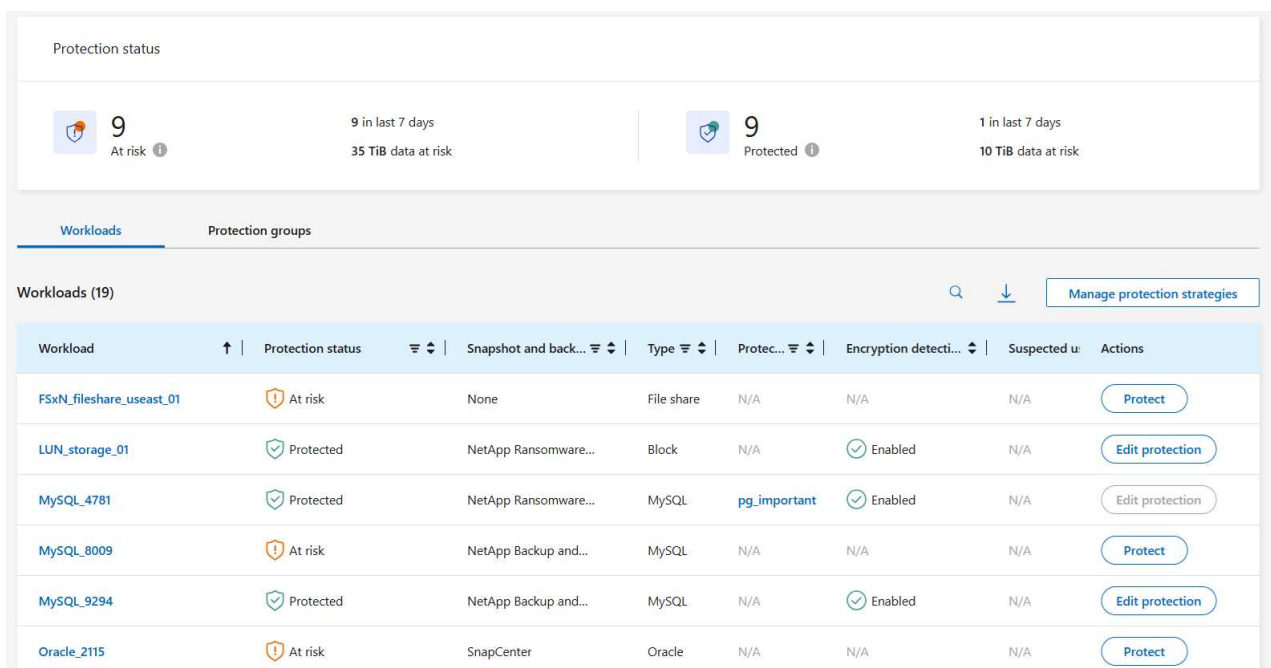 Protection status
9
At risk
9 in last 7 days
35 TiB data at risk
9
Protected
1 in last 7 days
10 TiB data at risk
Workloads Protection groups
Workloads (19) Manage protection strategies
Workload Protection status Snapshot and back... Type Protec... Encryption detecti... Suspected u Actions
FSxN_fileshare_useast_01 At risk None File share N/A N/A N/A Protect
LUN_storage_01 Protected NetApp Ransomware... Block N/A Enabled N/A Edit protection
MySQL_4781 Protected NetApp Ransomware... MySQL pg_important Enabled N/A Edit protection
MySQL_8009 At risk NetApp Backup and... MySQL N/A N/A N/A Protect
MySQL_9294 Protected NetApp Backup and... MySQL N/A Enabled N/A Edit protection
Oracle_2115 At risk SnapCenter Oracle N/A N/A N/A Protect